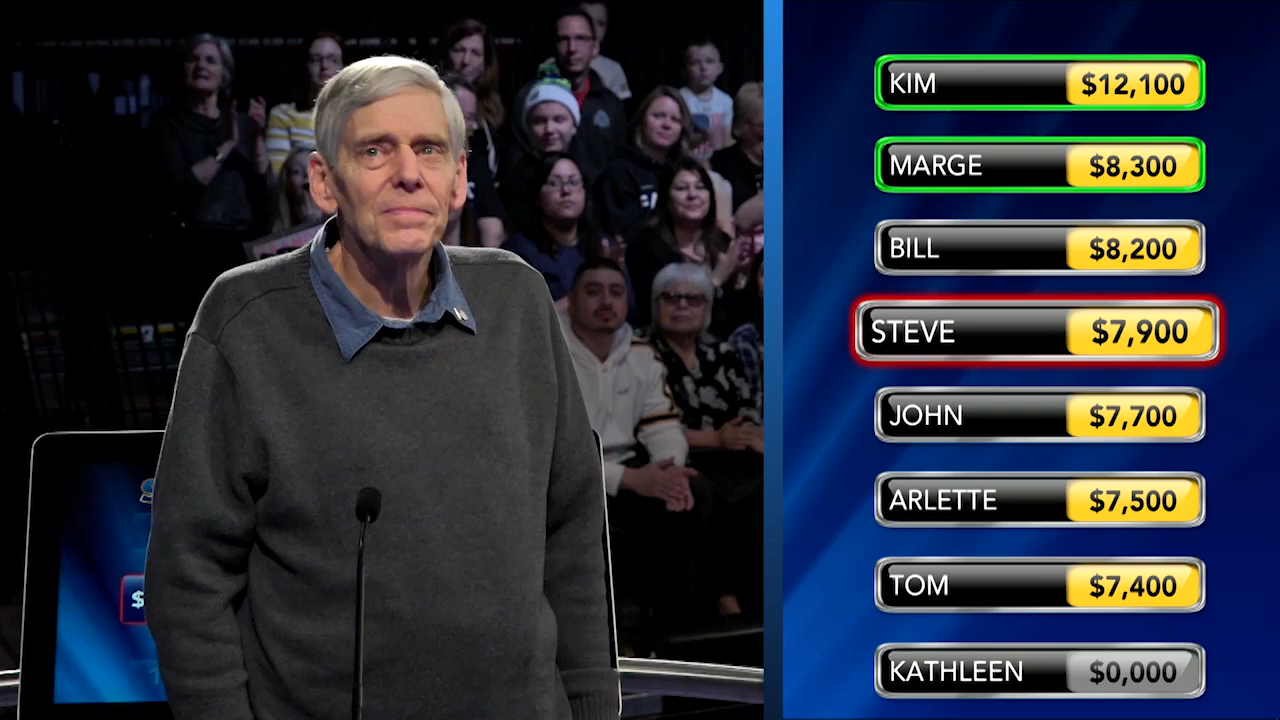 KIM $12,100
MARGE $8,300
BILL $8,200
STEVE $7,900
JOHN $7,700
ARLETTE $7,500
TOM $7,400
KATHLEEN $0,000
$